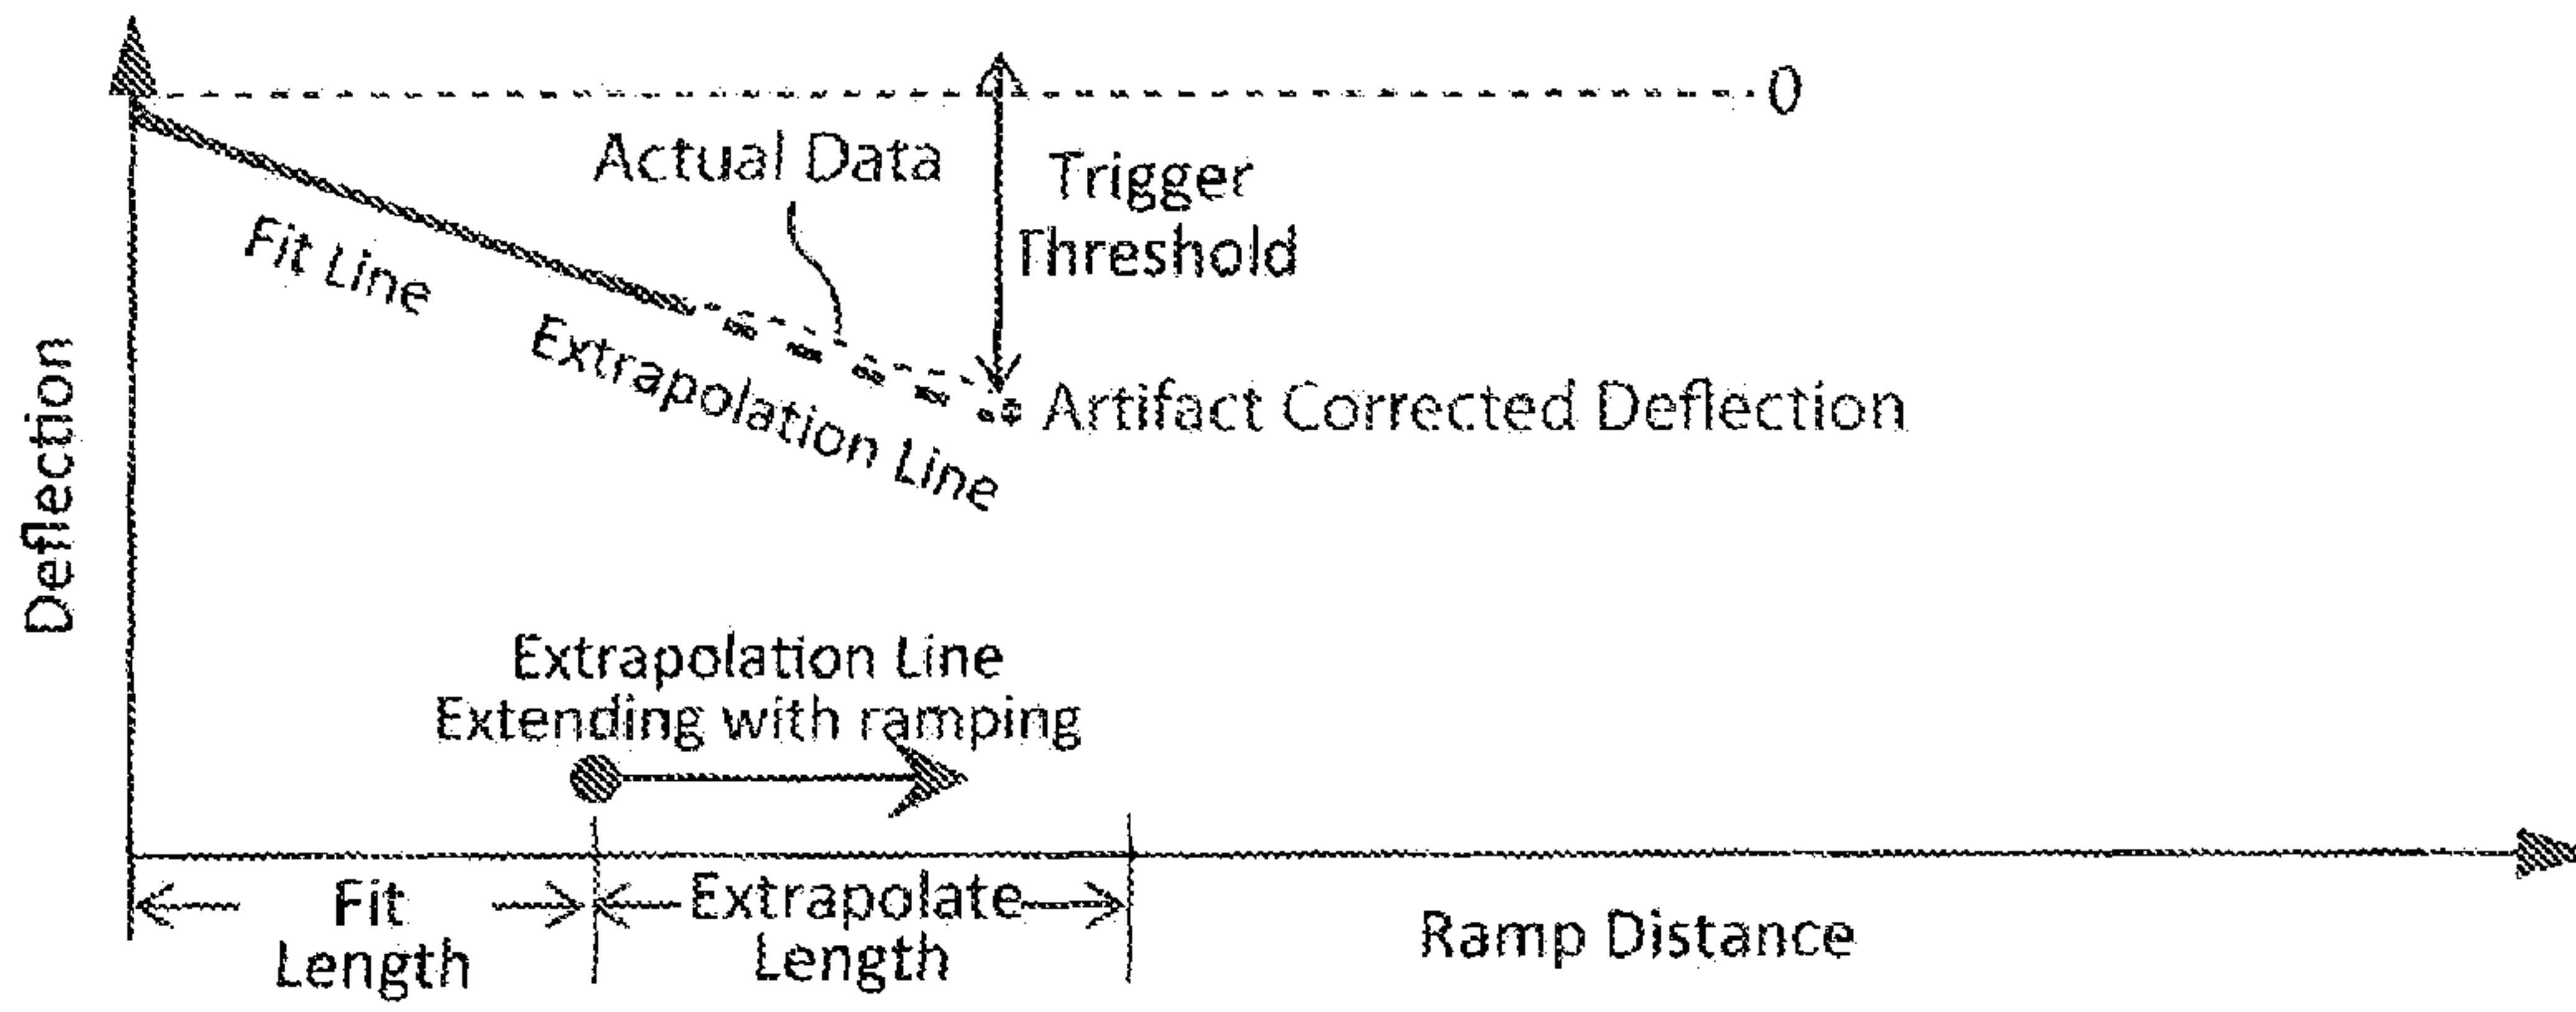 0
Actual Data
Trigger
Threshold
Fit Line
Extrapolation Line
Artifact Corrected Deflection
Deflection
Extrapolation Line
Extending with ramping
Fit
Length
Extrapolate
Length
Ramp Distance